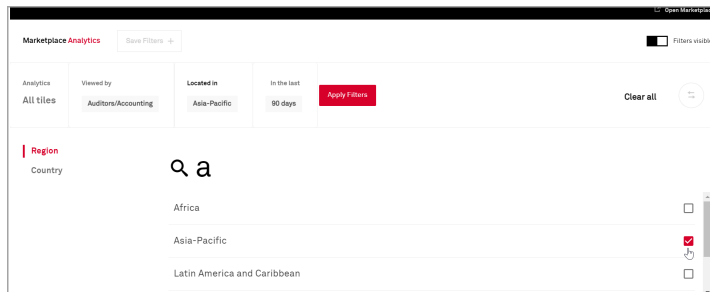 Open Marketplac
Marketplace Analytics
Save Filters +
Filters visible
Analytics
Viewed by
Located in
In the last
All tiles
Auditors/Accounting
Asia-Pacific
90 days
Apply Filters
Clear all
Region
Country
a
Africa
Asia-Pacific
Latin America and Caribbean